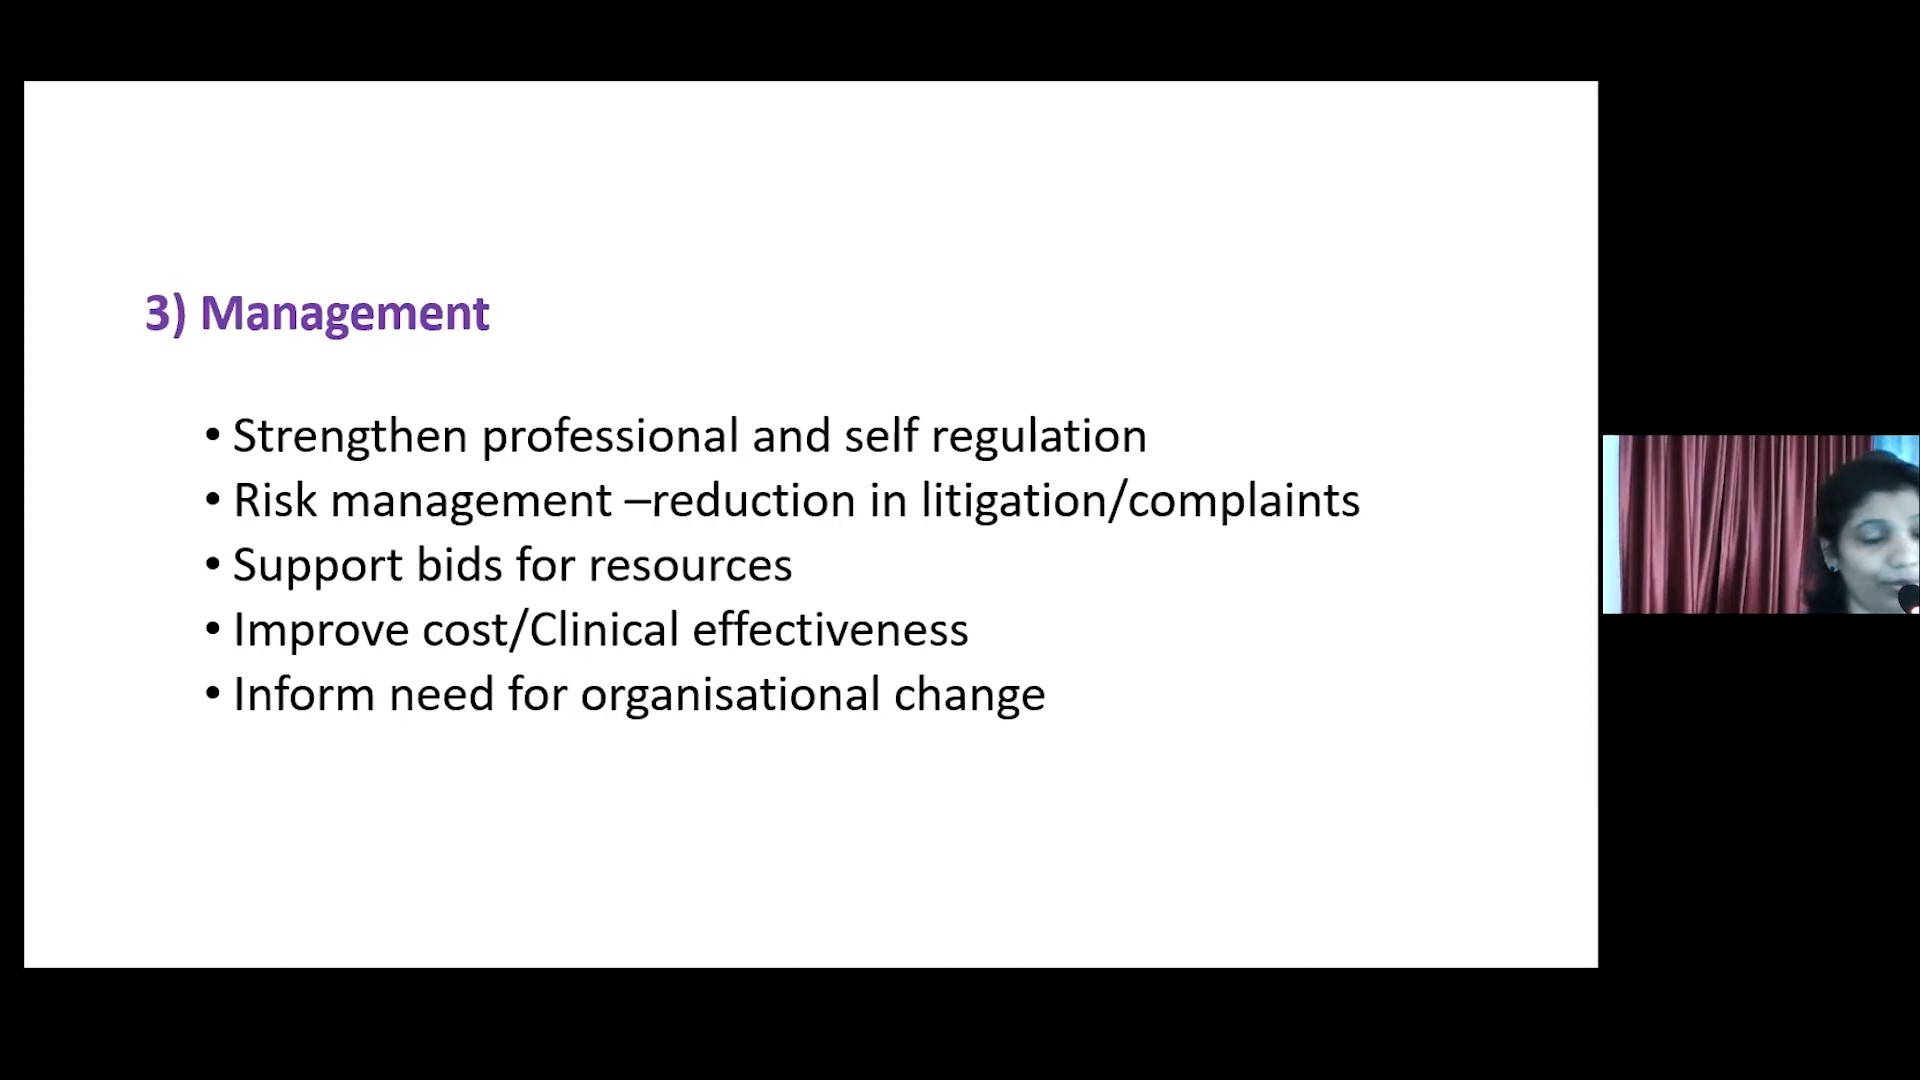 3) Management
• Strengthen professional and self regulation
• Risk management –reduction in litigation/complaints
• Support bids for resources
• Improve cost/Clinical effectiveness
• Inform need for organisational change